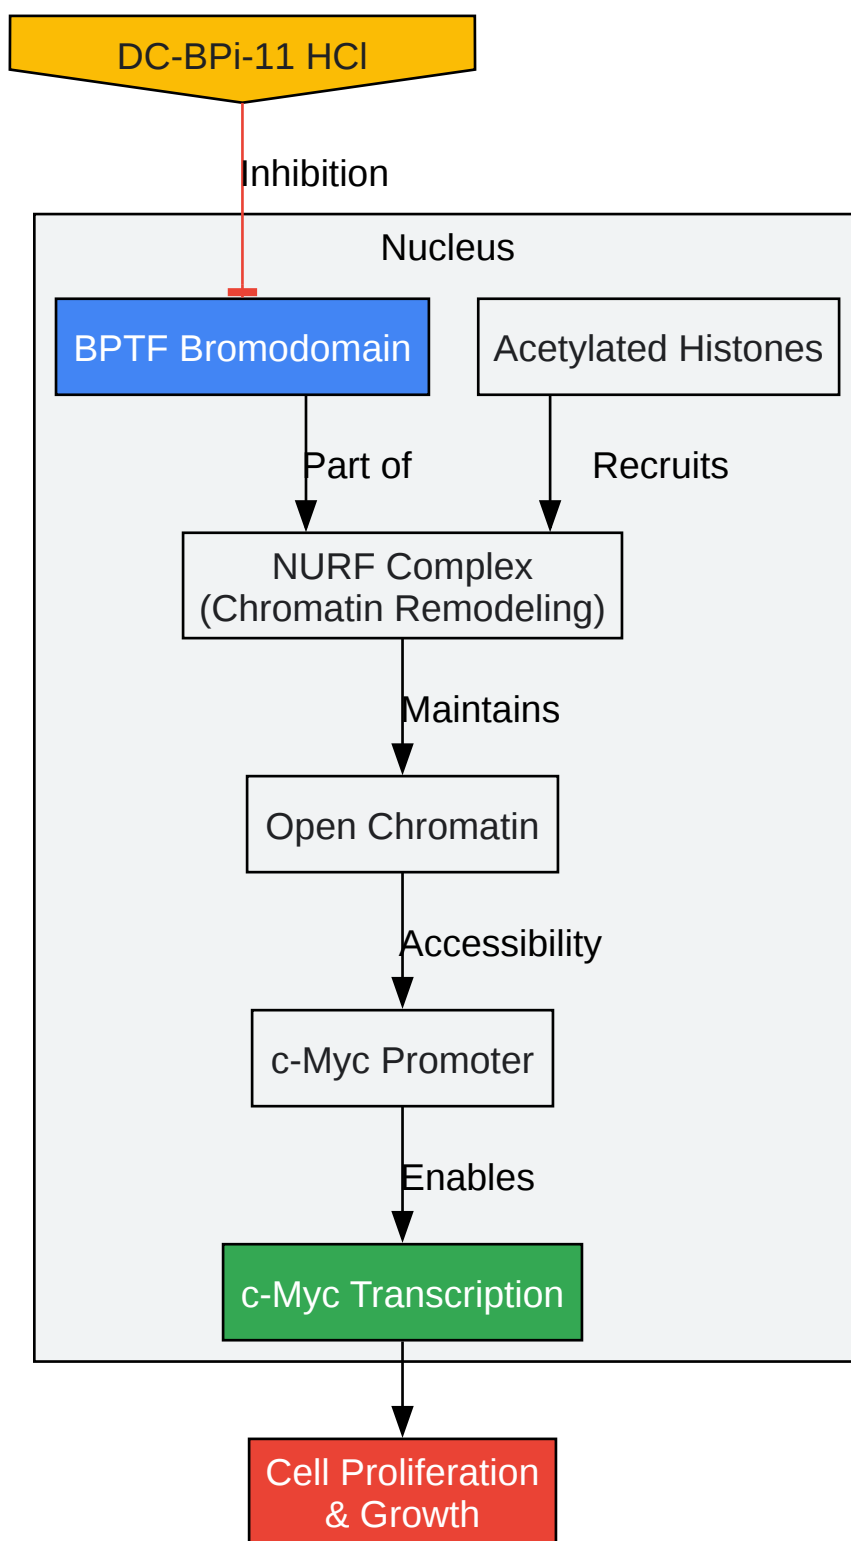 DC-BPi-11 HCl
Inhibition
Nucleus
BPTF Bromodomain
Acetylated Histones
Part of
Recruits
NURF Complex
(Chromatin Remodeling)
Maintains
Open Chromatin
Accessibility
c-Myc Promoter
Enables
c-Myc Transcription
Cell Proliferation
& Growth